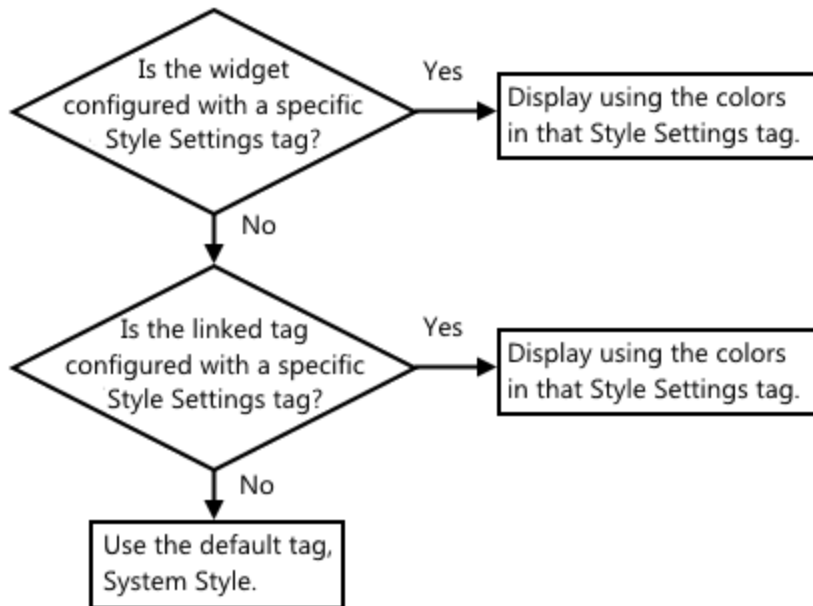 Is the widget
configured with a specific
Style Settings tag?
Yes
Display using the colors
in that Style Settings tag.
No
Is the linked tag
configured with a specific
Style Settings tag?
Yes
Display using the colors
in that Style Settings tag.
No
Use the default tag,
System Style.